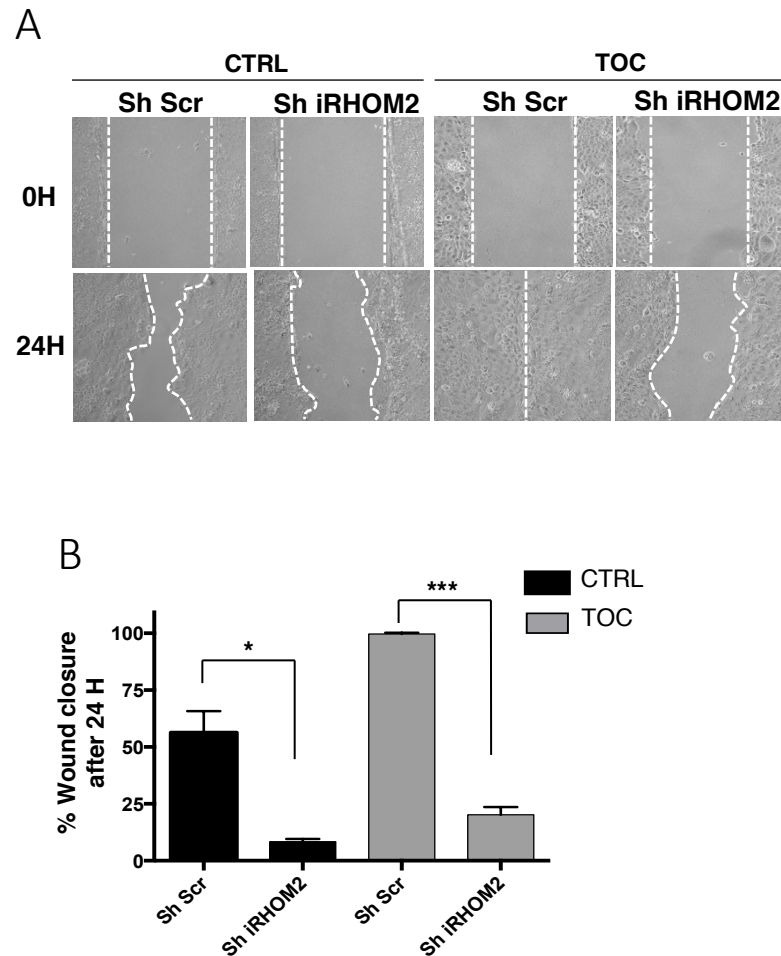 A
CTRL TOC
Sh Scr Sh iRHOM2 Sh Scr Sh iRHOM2
0H
24H
B
CTRL
TOC
***
*
% Wound closure
after 24 H
100
75
50
25
0
Sh Scr Sh iRHOM2 Sh Scr Sh iRHOM2